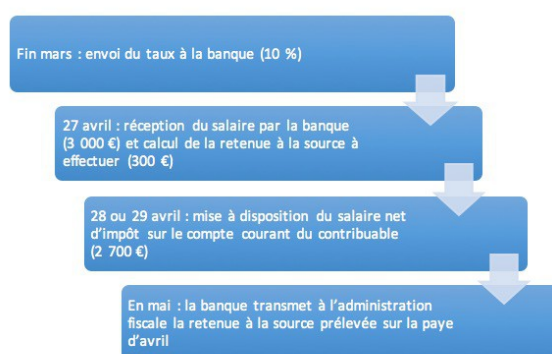 Fin mars : envoi du taux à la banque (10 %)
27 avril : réception du salaire par la banque
(3 000 €) et calcul de la retenue à la source à
effectuer (300 €)
28 ou 29 avril : mise à disposition du salaire net
d’impôt sur le compte courant du contribuable
(2 700 €)
En mai : la banque transmet à l’administration
fiscale la retenue à la source prélevée sur la paye
d’avril